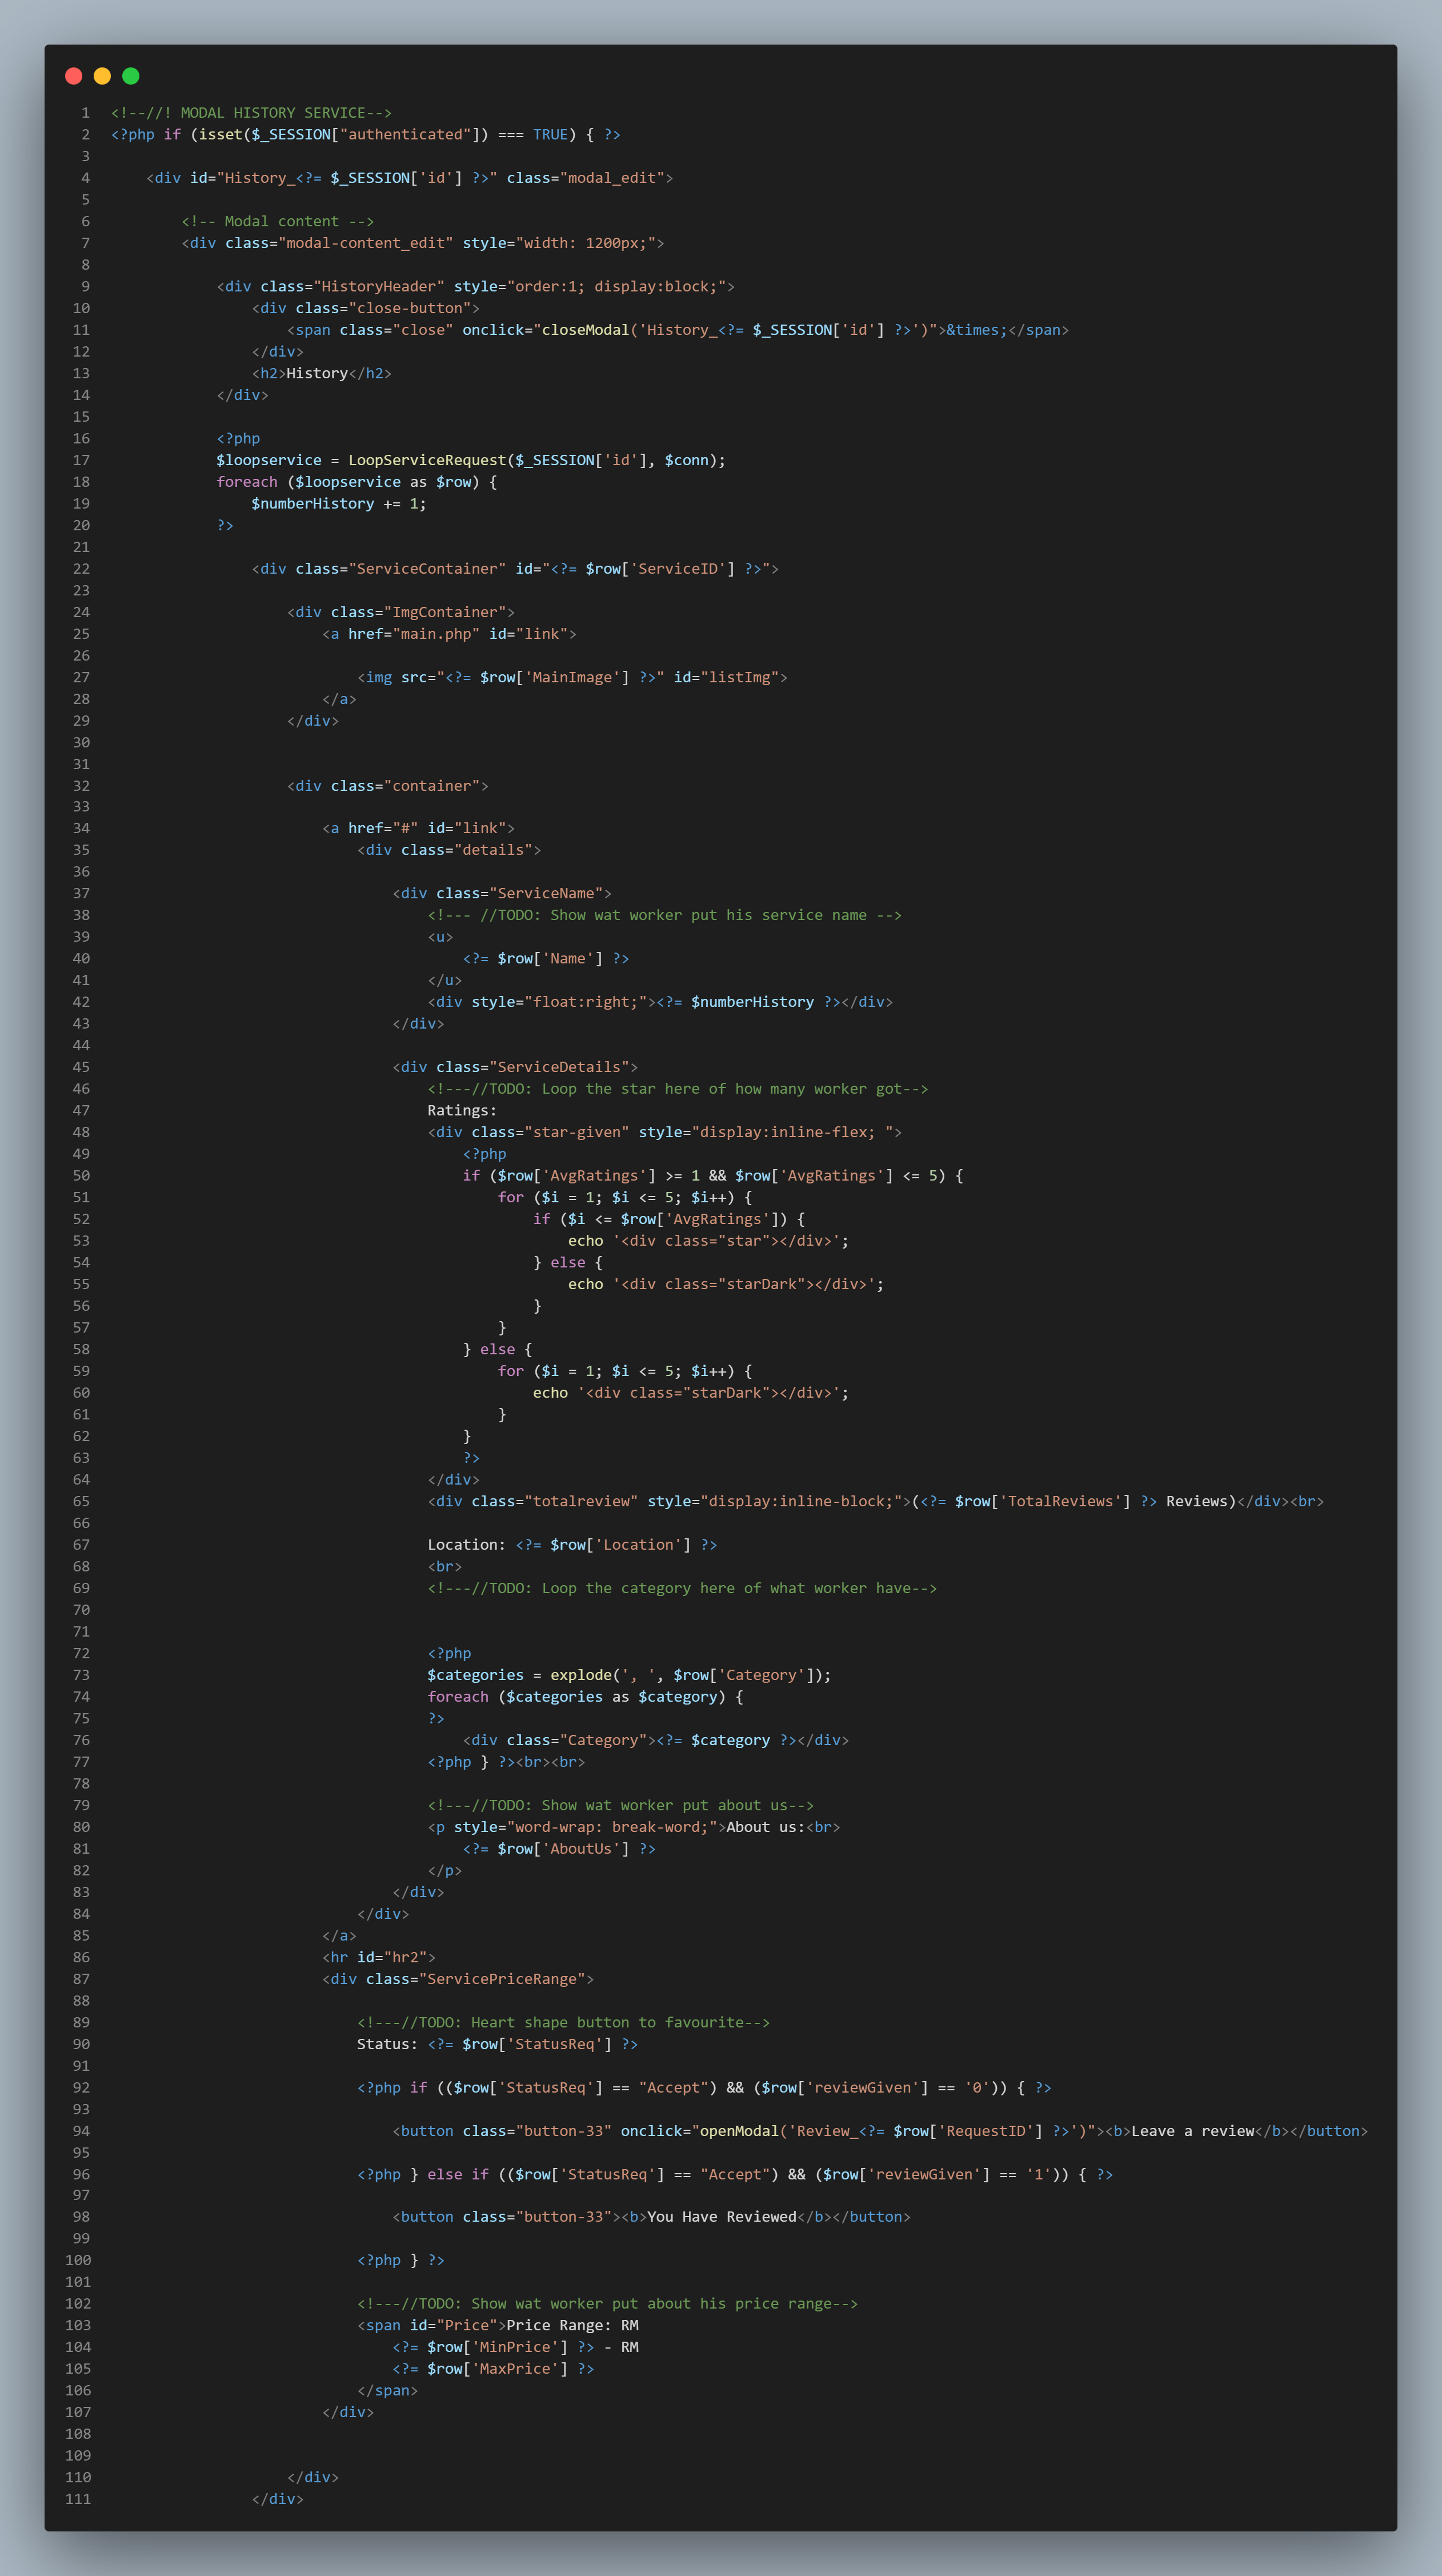 1 <!--//! MODAL HISTORY SERVICE-->
2 <?php if (isset($_SESSION["authenticated"]) === TRUE) { ?>
3
4     <div id="History_<?= $_SESSION['id'] ?>" class="modal_edit">
5
6         <!-- Modal content -->
7         <div class="modal-content_edit" style="width: 1200px;">
8
9             <div class="HistoryHeader" style="order:1; display:block;">
10                 <div class="close-button">
11                     <span class="close" onclick="closeModal('History_<?= $_SESSION['id'] ?>')">&times;</span>
12                 </div>
13                 <h2>History</h2>
14             </div>
15
16             <?php
17             $loopservice = LoopServiceRequest($_SESSION['id'], $conn);
18             foreach ($loopservice as $row) {
19                 $numberHistory += 1;
20             ?>
21
22                 <div class="ServiceContainer" id="<?= $row['ServiceID'] ?>">
23
24                     <div class="ImgContainer">
25                         <a href="main.php" id="link">
26
27                             <img src="<?= $row['MainImage'] ?>" id="listImg">
28                         </a>
29                     </div>
30
31
32                     <div class="container">
33
34                         <a href="#" id="link">
35                             <div class="details">
36
37                                 <div class="ServiceName">
38                                     <!--- //TODO: Show wat worker put his service name -->
39                                     <u>
40                                         <?= $row['Name'] ?>
41                                     </u>
42                                     <div style="float:right;"><?= $numberHistory ?></div>
43                                 </div>
44
45                                 <div class="ServiceDetails">
46                                     <!---//TODO: Loop the star here of how many worker got-->
47                                     Ratings:
48                                     <div class="star-given" style="display:inline-flex; ">
49                                         <?php
50                                         if ($row['AvgRatings'] >= 1 && $row['AvgRatings'] <= 5) {
51                                             for ($i = 1; $i <= 5; $i++) {
52                                                 if ($i <= $row['AvgRatings']) {
53                                                     echo '<div class="star"></div>';
54                                                 } else {
55                                                     echo '<div class="starDark"></div>';
56                                                 }
57                                             }
58                                         } else {
59                                             for ($i = 1; $i <= 5; $i++) {
60                                                 echo '<div class="starDark"></div>';
61                                             }
62                                         }
63                                         ?>
64                                     </div>
65                                     <div class="totalreview" style="display:inline-block;">(<?= $row['TotalReviews'] ?> Reviews)</div><br>
66
67                                     Location: <?= $row['Location'] ?>
68                                     <br>
69                                     <!---//TODO: Loop the category here of what worker have-->
70
71
72                                     <?php
73                                     $categories = explode(', ', $row['Category']);
74                                     foreach ($categories as $category) {
75                                     ?>
76                                         <div class="Category"><?= $category ?></div>
77                                     <?php } ?><br><br>
78
79                                     <!---//TODO: Show wat worker put about us-->
80                                     <p style="word-wrap: break-word;">About us:<br>
81                                         <?= $row['AboutUs'] ?>
82                                     </p>
83                                 </div>
84                             </div>
85                         </a>
86                         <hr id="hr2">
87                         <div class="ServicePriceRange">
88
89                             <!---//TODO: Heart shape button to favourite-->
90                             Status: <?= $row['StatusReq'] ?>
91
92                             <?php if (($row['StatusReq'] == "Accept") && ($row['reviewGiven'] == '0')) { ?>
93
94                                 <button class="button-33" onclick="openModal('Review_<?= $row['RequestID'] ?>')"><b>Leave a review</b></button>
95
96                             <?php } else if (($row['StatusReq'] == "Accept") && ($row['reviewGiven'] == '1')) { ?>
97
98                                 <button class="button-33"><b>You Have Reviewed</b></button>
99
100                             <?php } ?>
101
102                             <!---//TODO: Show wat worker put about his price range-->
103                             <span id="Price">Price Range: RM
104                                 <?= $row['MinPrice'] ?> - RM
105                                 <?= $row['MaxPrice'] ?>
106                             </span>
107                         </div>
108
109
110                     </div>
111                 </div>